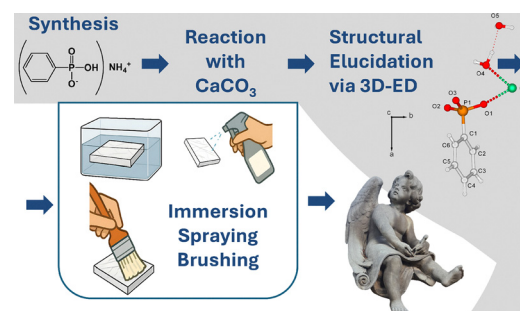 Synthesis
O
P
OH
O⁻
NH₄⁺
Reaction
with
CaCO₃
Structural
Elucidation
via 3D-ED
O5
O4
O3
P1
O2
O1
c
b
a
C1
C6
C2
C5
C3
C4
Immersion
Spraying
Brushing